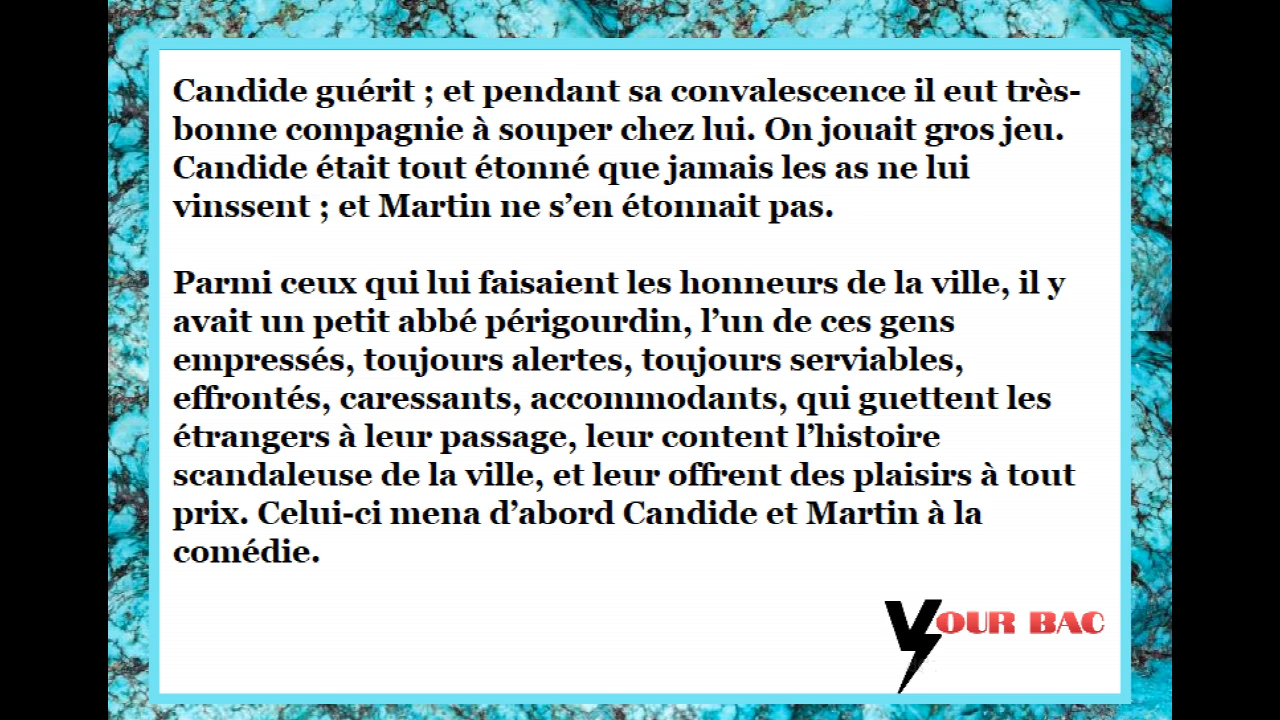 Candide guérit ; et pendant sa convalescence il eut très-
bonne compagnie à souper chez lui. On jouait gros jeu.
Candide était tout étonné que jamais les as ne lui
vinssent ; et Martin ne s’en étonnait pas.
Parmi ceux qui lui faisaient les honneurs de la ville, il y
avait un petit abbé périgourdin, l’un de ces gens
empressés, toujours alertes, toujours serviables,
effrontés, caressants, accommodants, qui guettent les
étrangers à leur passage, leur content l’histoire
scandaleuse de la ville, et leur offrent des plaisirs à tout
prix. Celui-ci mena d’abord Candide et Martin à la
comédie.
YOUR BAC